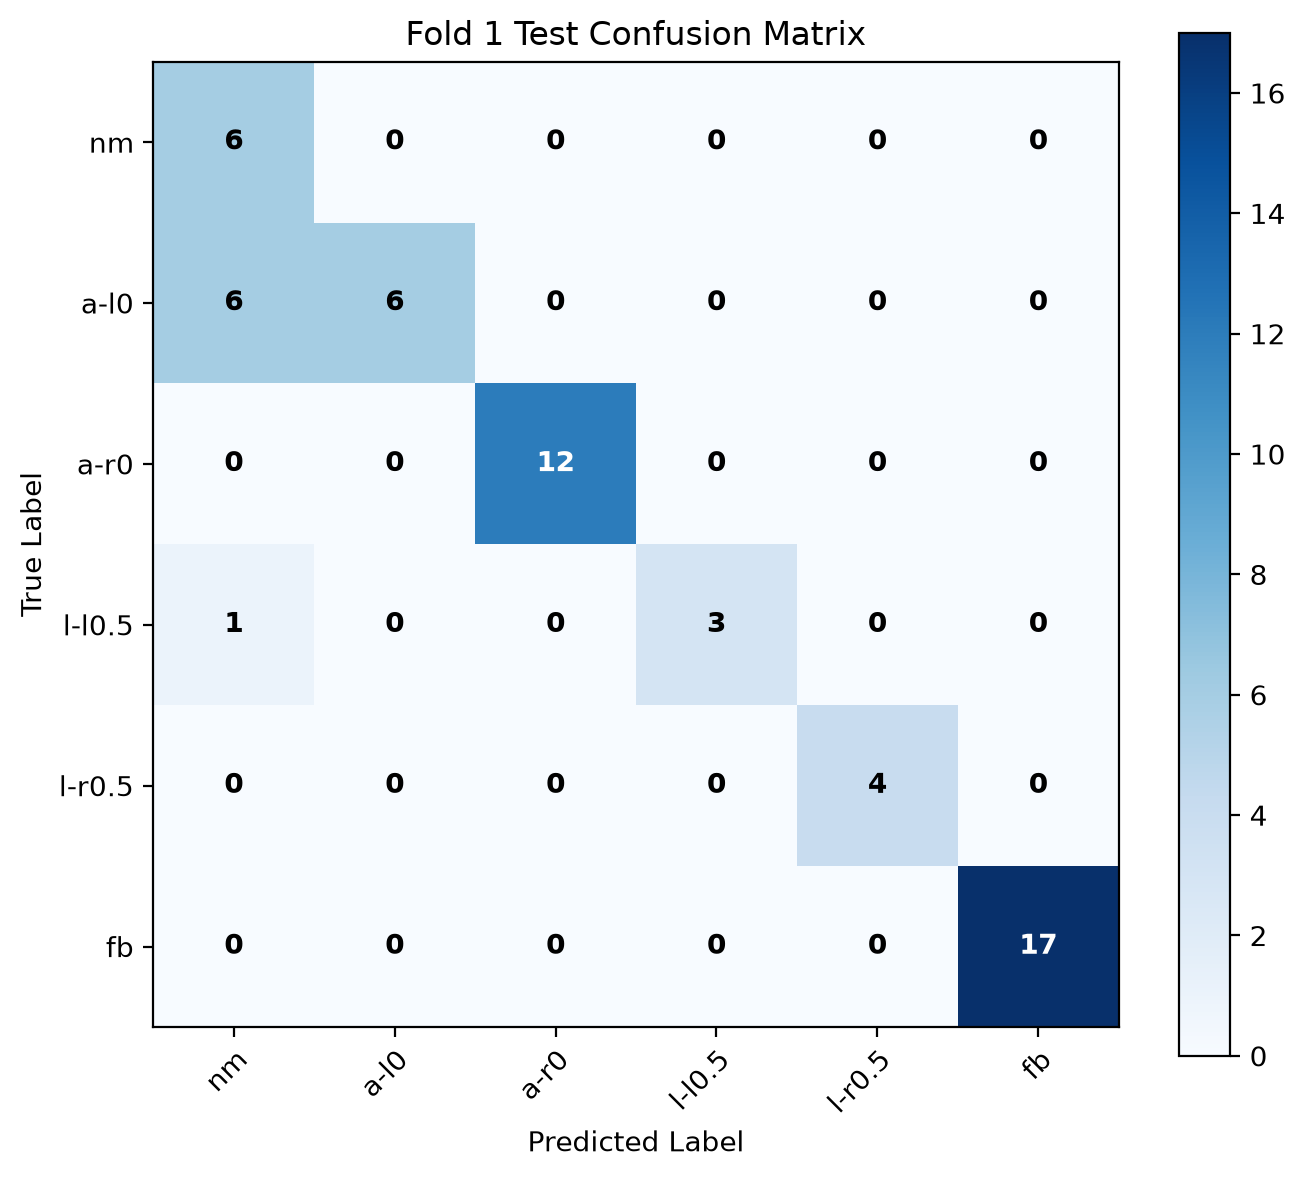 Fold 1 Test Confusion Matrix
True Label
nm 6 0 0 0 0 0
a-l0 6 6 0 0 0 0
a-r0 0 0 12 0 0 0
l-l0.5 1 0 0 3 0 0
l-r0.5 0 0 0 0 4 0
fb 0 0 0 0 0 17
nm a-l0 a-r0 l-l0.5 l-r0.5 fb
Predicted Label
16
14
12
10
8
6
4
2
0